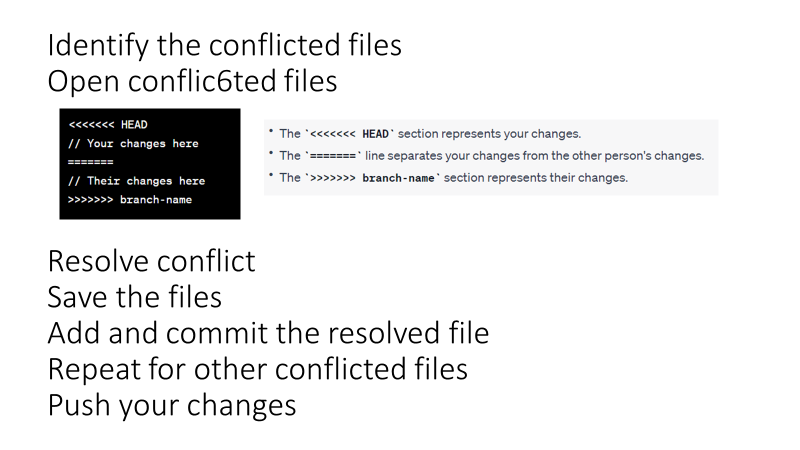 Identify the conflicted files
Open conflic6ted files
<<<<<<< HEAD
// Your changes here
=======
// Their changes here
>>>>>>> branch-name
• The `<<<<<<< HEAD` section represents your changes.
• The `=======` line separates your changes from the other person's changes.
• The `>>>>>>> branch-name` section represents their changes.
Resolve conflict
Save the files
Add and commit the resolved file
Repeat for other conflicted files
Push your changes